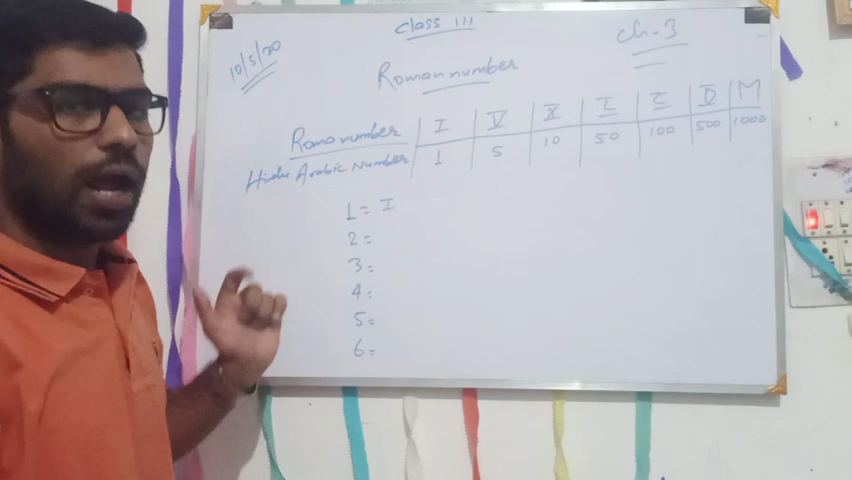 Class III
10/5/20
Ch-3
Roman number
Romo number I V X L C D M
Hindu Arabic Number 1 5 10 50 100 500 1000
1 = I
2 =
3 =
4 =
5 =
6 =